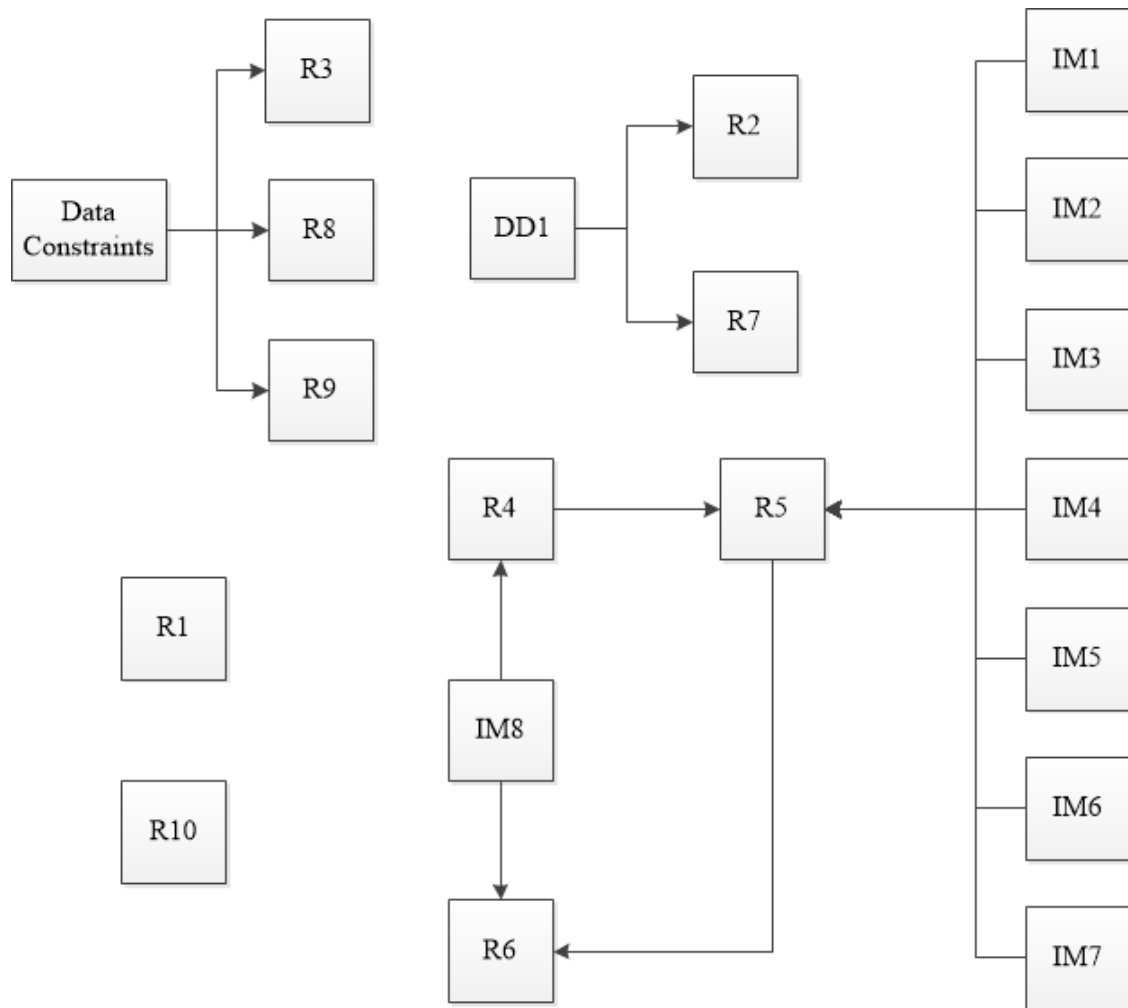 R3
IM1
R2
IM2
Data
Constraints
R8
DD1
R7
IM3
R9
R4
R5
IM4
R1
IM5
IM8
R10
IM6
R6
IM7